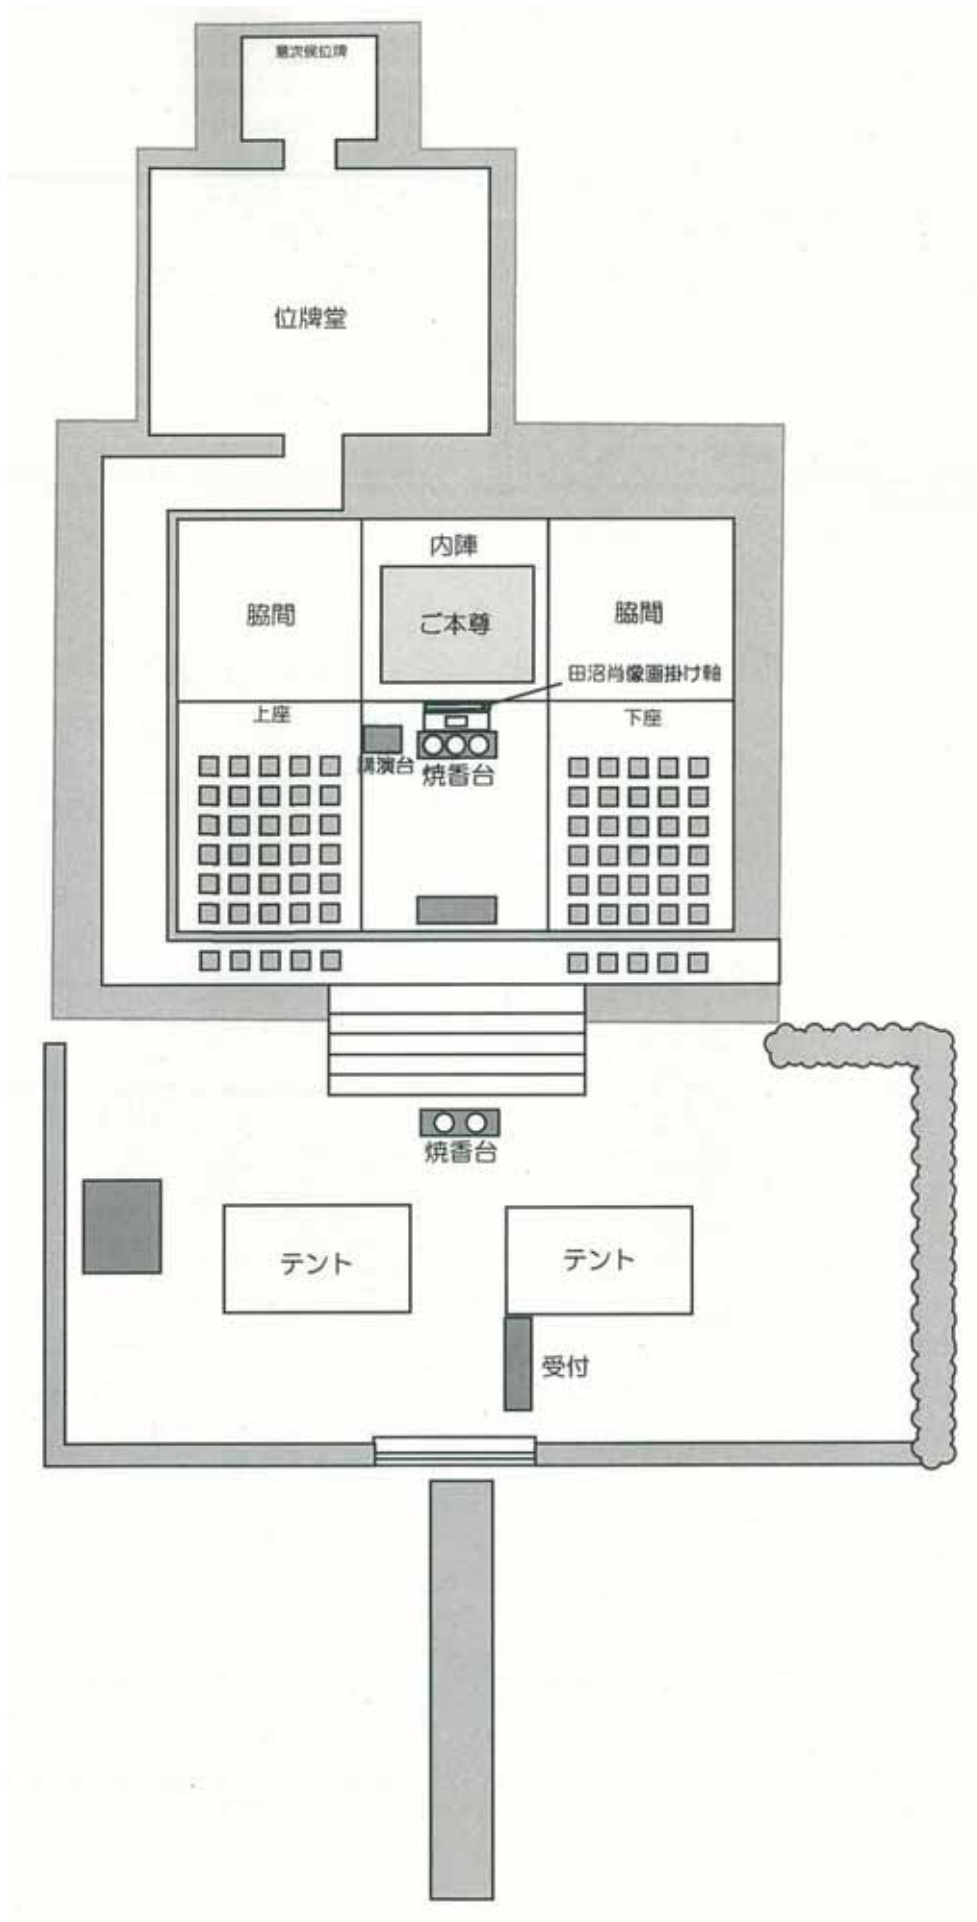 意次侯位牌
位牌堂
内陣
脇間
ご本尊
脇間
田沼肖像画掛け軸
上座
下座
講演台
焼香台
焼香台
テント
テント
受付